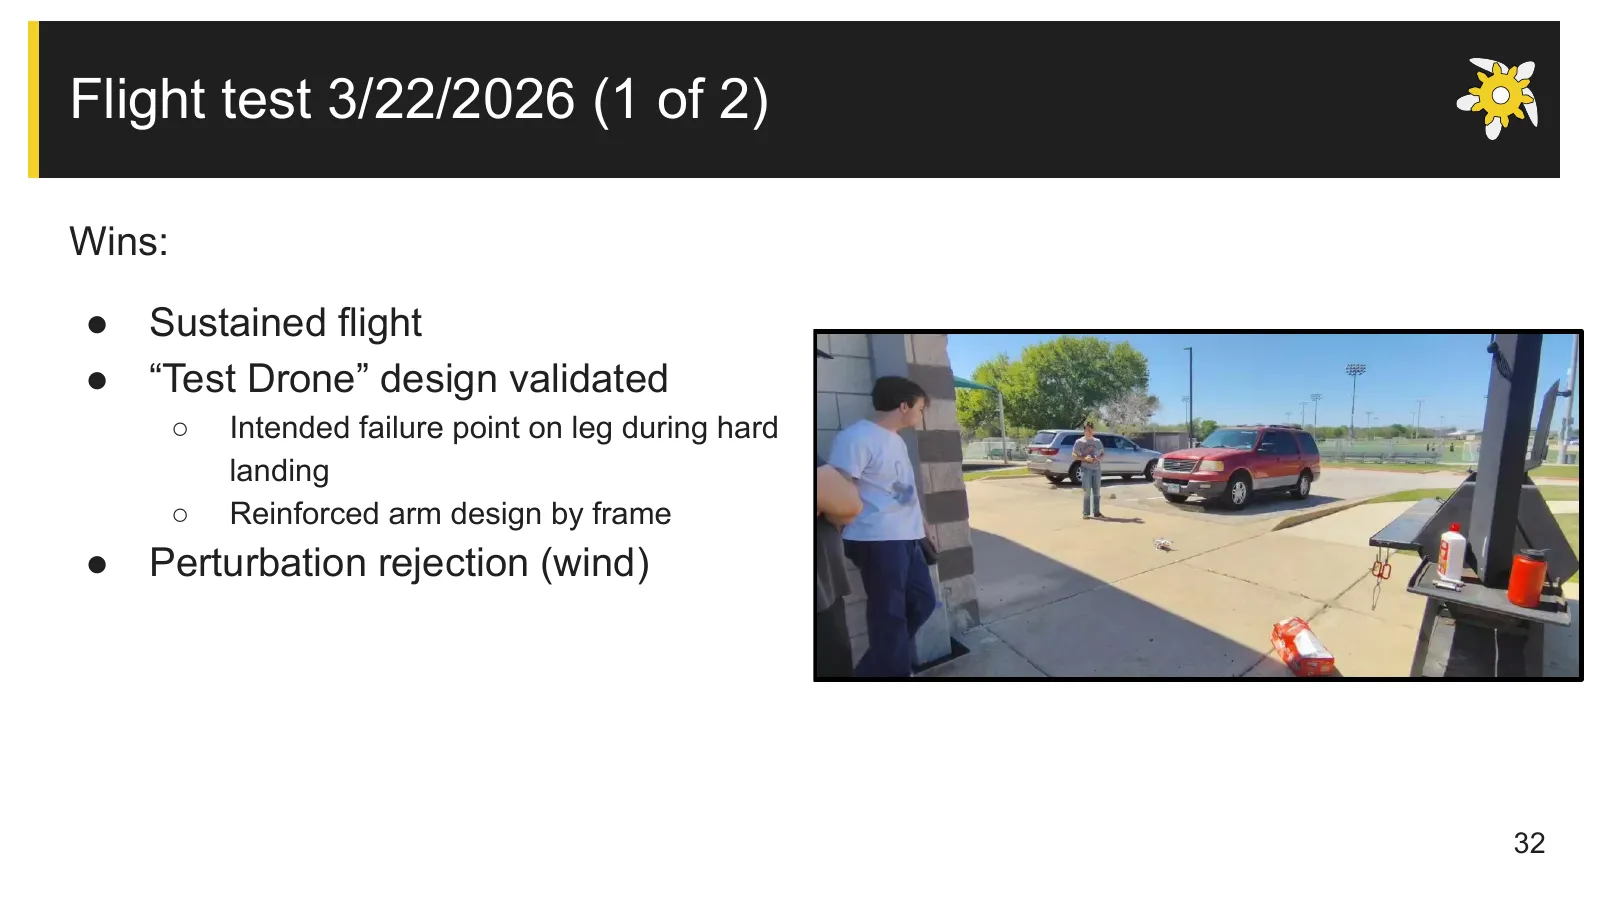 Flight test 3/22/2026 (1 of 2)
Wins:
● Sustained flight
● “Test Drone” design validated
○ Intended failure point on leg during hard
landing
○ Reinforced arm design by frame
● Perturbation rejection (wind)
32